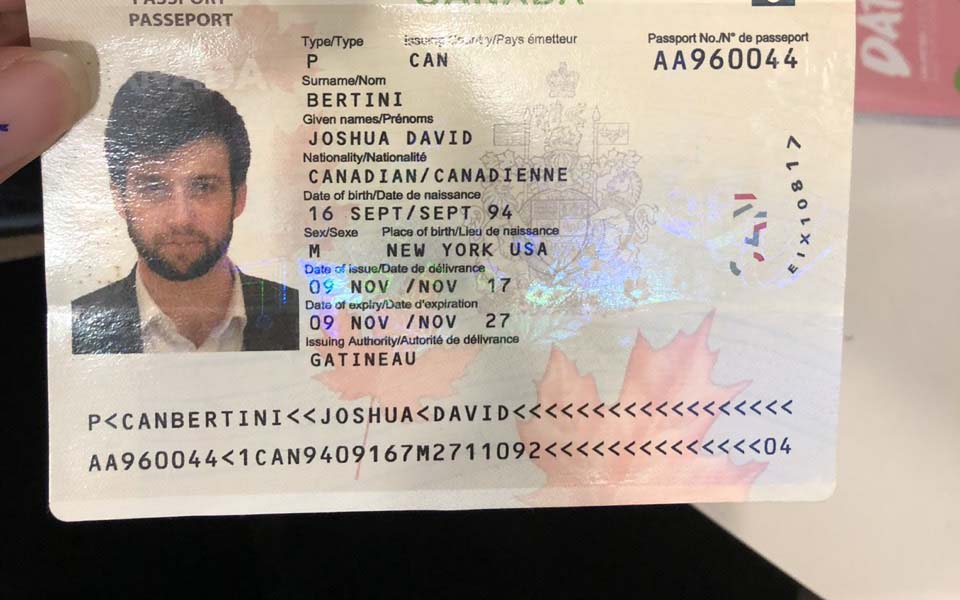 PASSPORT
PASSEPORT
CANADA
Type/Type
Issuing Country/Pays émetteur
Passport No./N° de passeport
P
CAN
AA960044
Surname/Nom
BERTINI
Given names/Prénoms
JOSHUA DAVID
Nationality/Nationalité
CANADIAN/CANADIENNE
Date of birth/Date de naissance
16 SEPT/SEPT 94
Sex/Sexe
Place of birth/Lieu de naissance
M
NEW YORK USA
Date of issue/Date de délivrance
09 NOV /NOV 17
Date of expiry/Date d'expiration
09 NOV /NOV 27
Issuing Authority/Autorité de délivrance
GATINEAU
EIX10817
CAN
P<CANBERTINI<<JOSHUA<DAVID<<<<<<<<<<<<<<<<<<
AA960044<1CAN9409167M2711092<<<<<<<<<<<<<<04